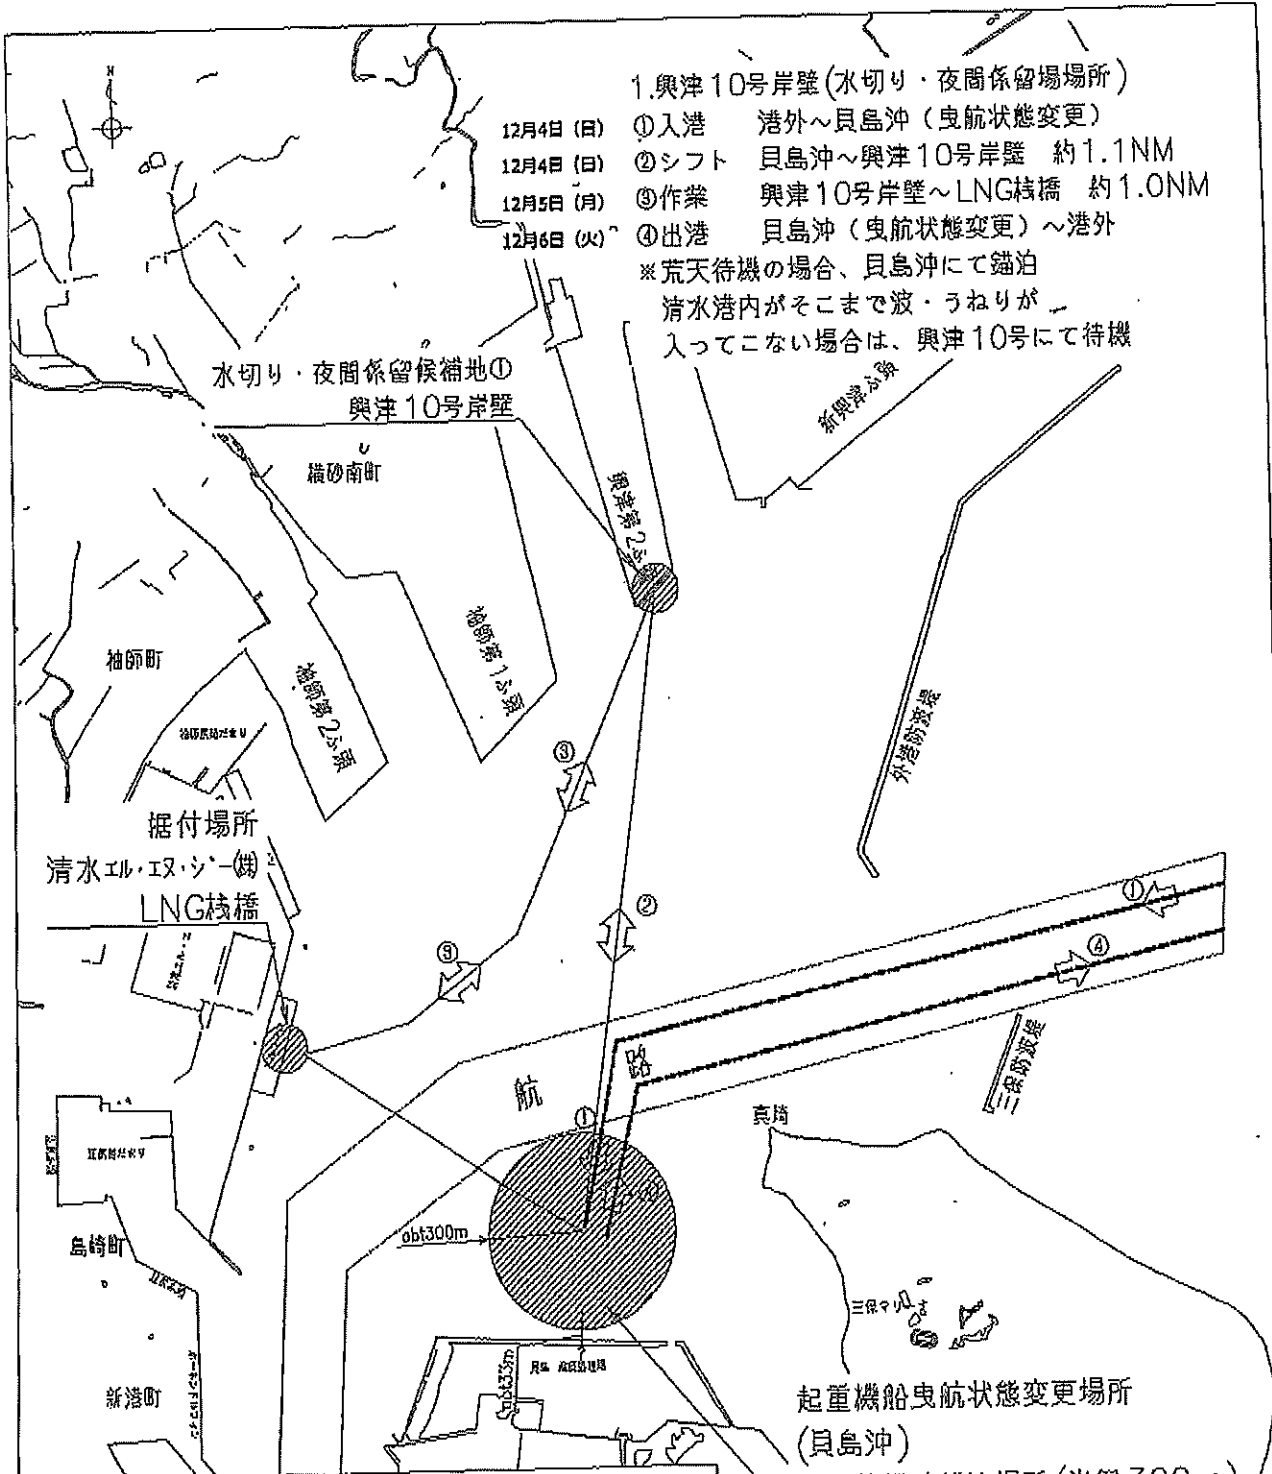 N
1.興津10号岸壁(水切り・夜間係留場場所)
12月4日(日) ①入港 港外~貝島沖(曳航状態変更)
12月4日(日) ②シフト 貝島沖~興津10号岸壁 約1.1NM
12月5日(月) ③作業 興津10号岸壁~LNG桟橋 約1.0NM
12月6日(火) ④出港 貝島沖(曳航状態変更)~港外
※荒天待機の場合、貝島沖にて錨泊
清水港内がそこまで波・うねりが
入ってこない場合は、興津10号にて待機
水切り・夜間係留候補地①
興津10号岸壁
新興津ふ頭
横砂南町
興津第2ふ
袖師第1ふ頭
袖師町
袖師第2ふ頭
外港防波堤
③
据付場所
清水エル・エヌ・ジー(株)
LNG桟橋
②
①
④
③
航
路
三保防波堤
①
真埼
abt300m
島崎町
新港町
abt33m
起重機船曳航状態変更場所
(貝島沖)